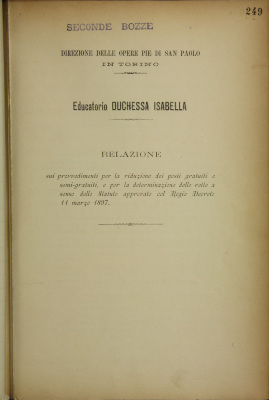 249
SECONDE BOZZE
DIREZIONE DELLE OPERE PIE DI SAN PAOLO
IN TORINO
Educatorio DUCHESSA ISABELLA
RELAZIONE
sui provvedimenti per la riduzione dei posti gratuiti e
semi-gratuiti, e per la determinazione delle rette a
senso dello Statuto approvato col Regio Decreto
11 marzo 1897.